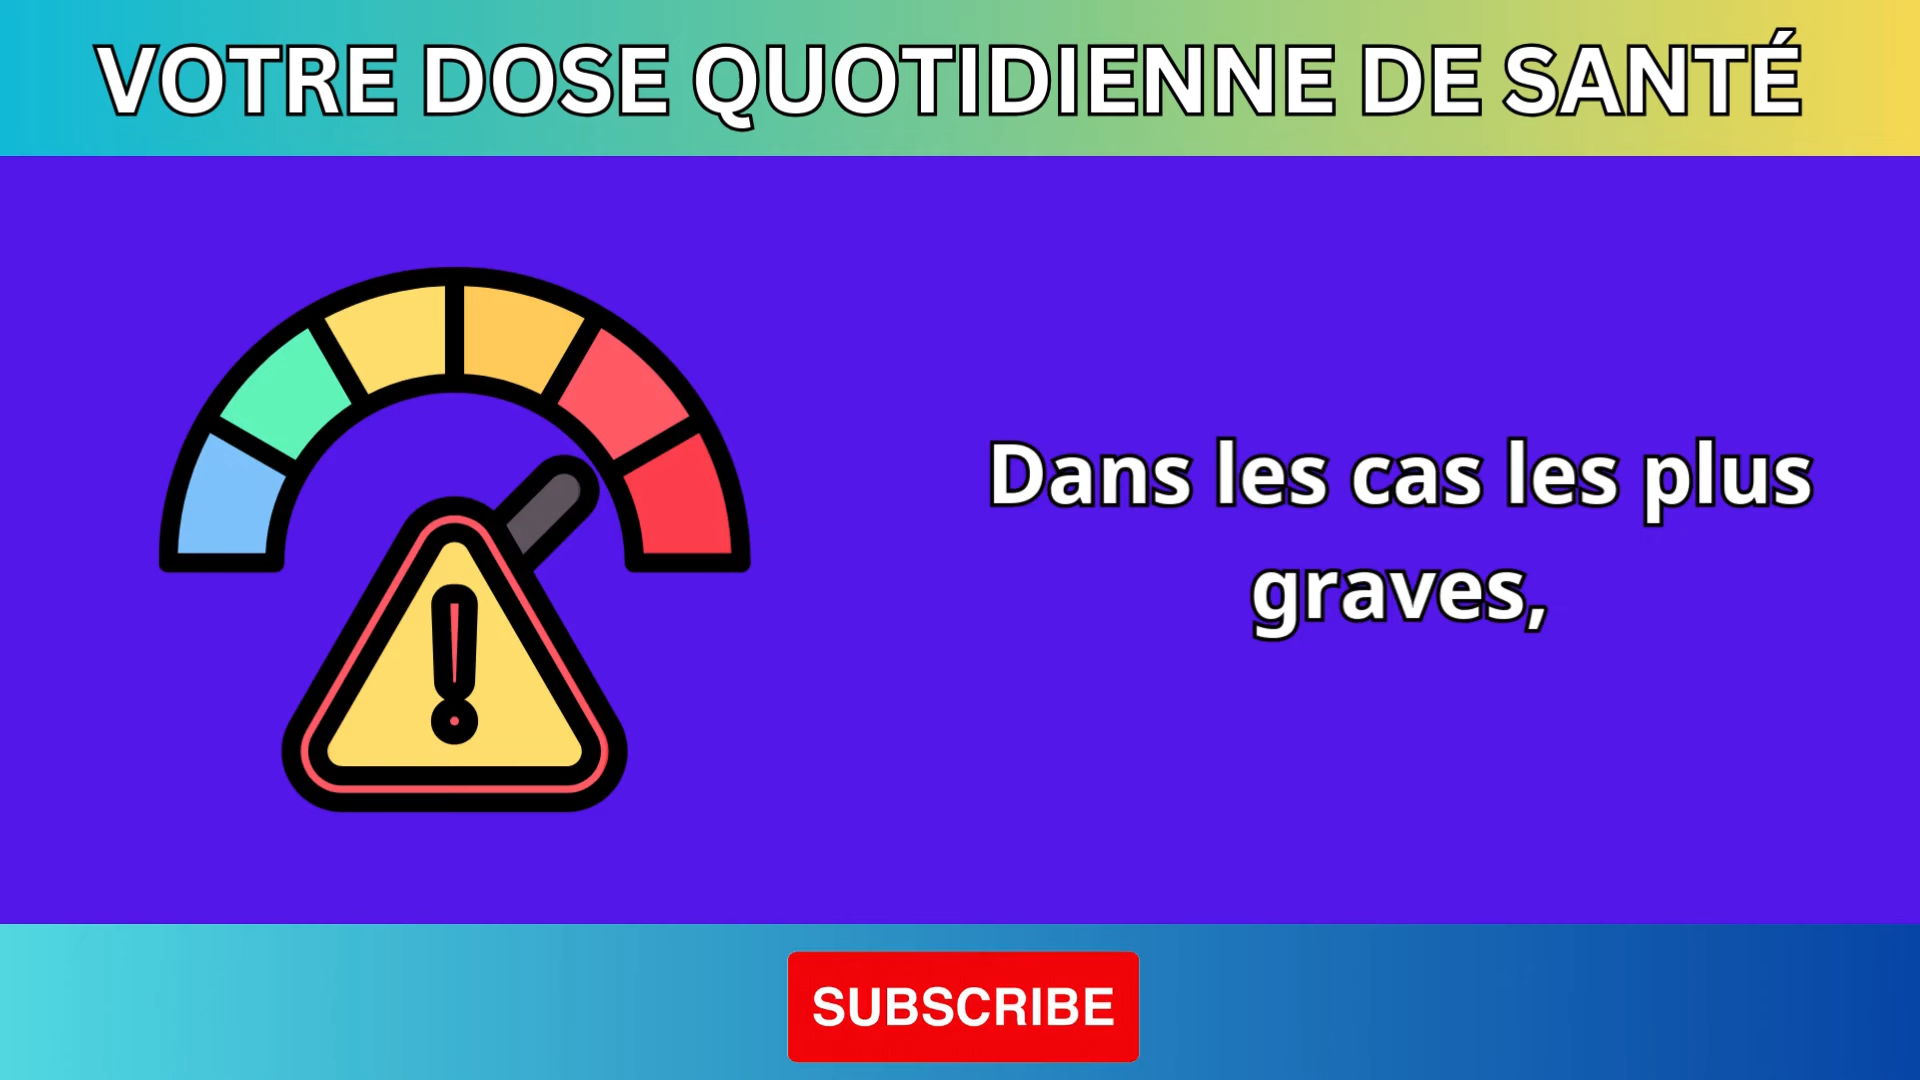 VOTRE DOSE QUOTIDIENNE DE SANTÉ
Dans les cas les plus
graves,
SUBSCRIBE